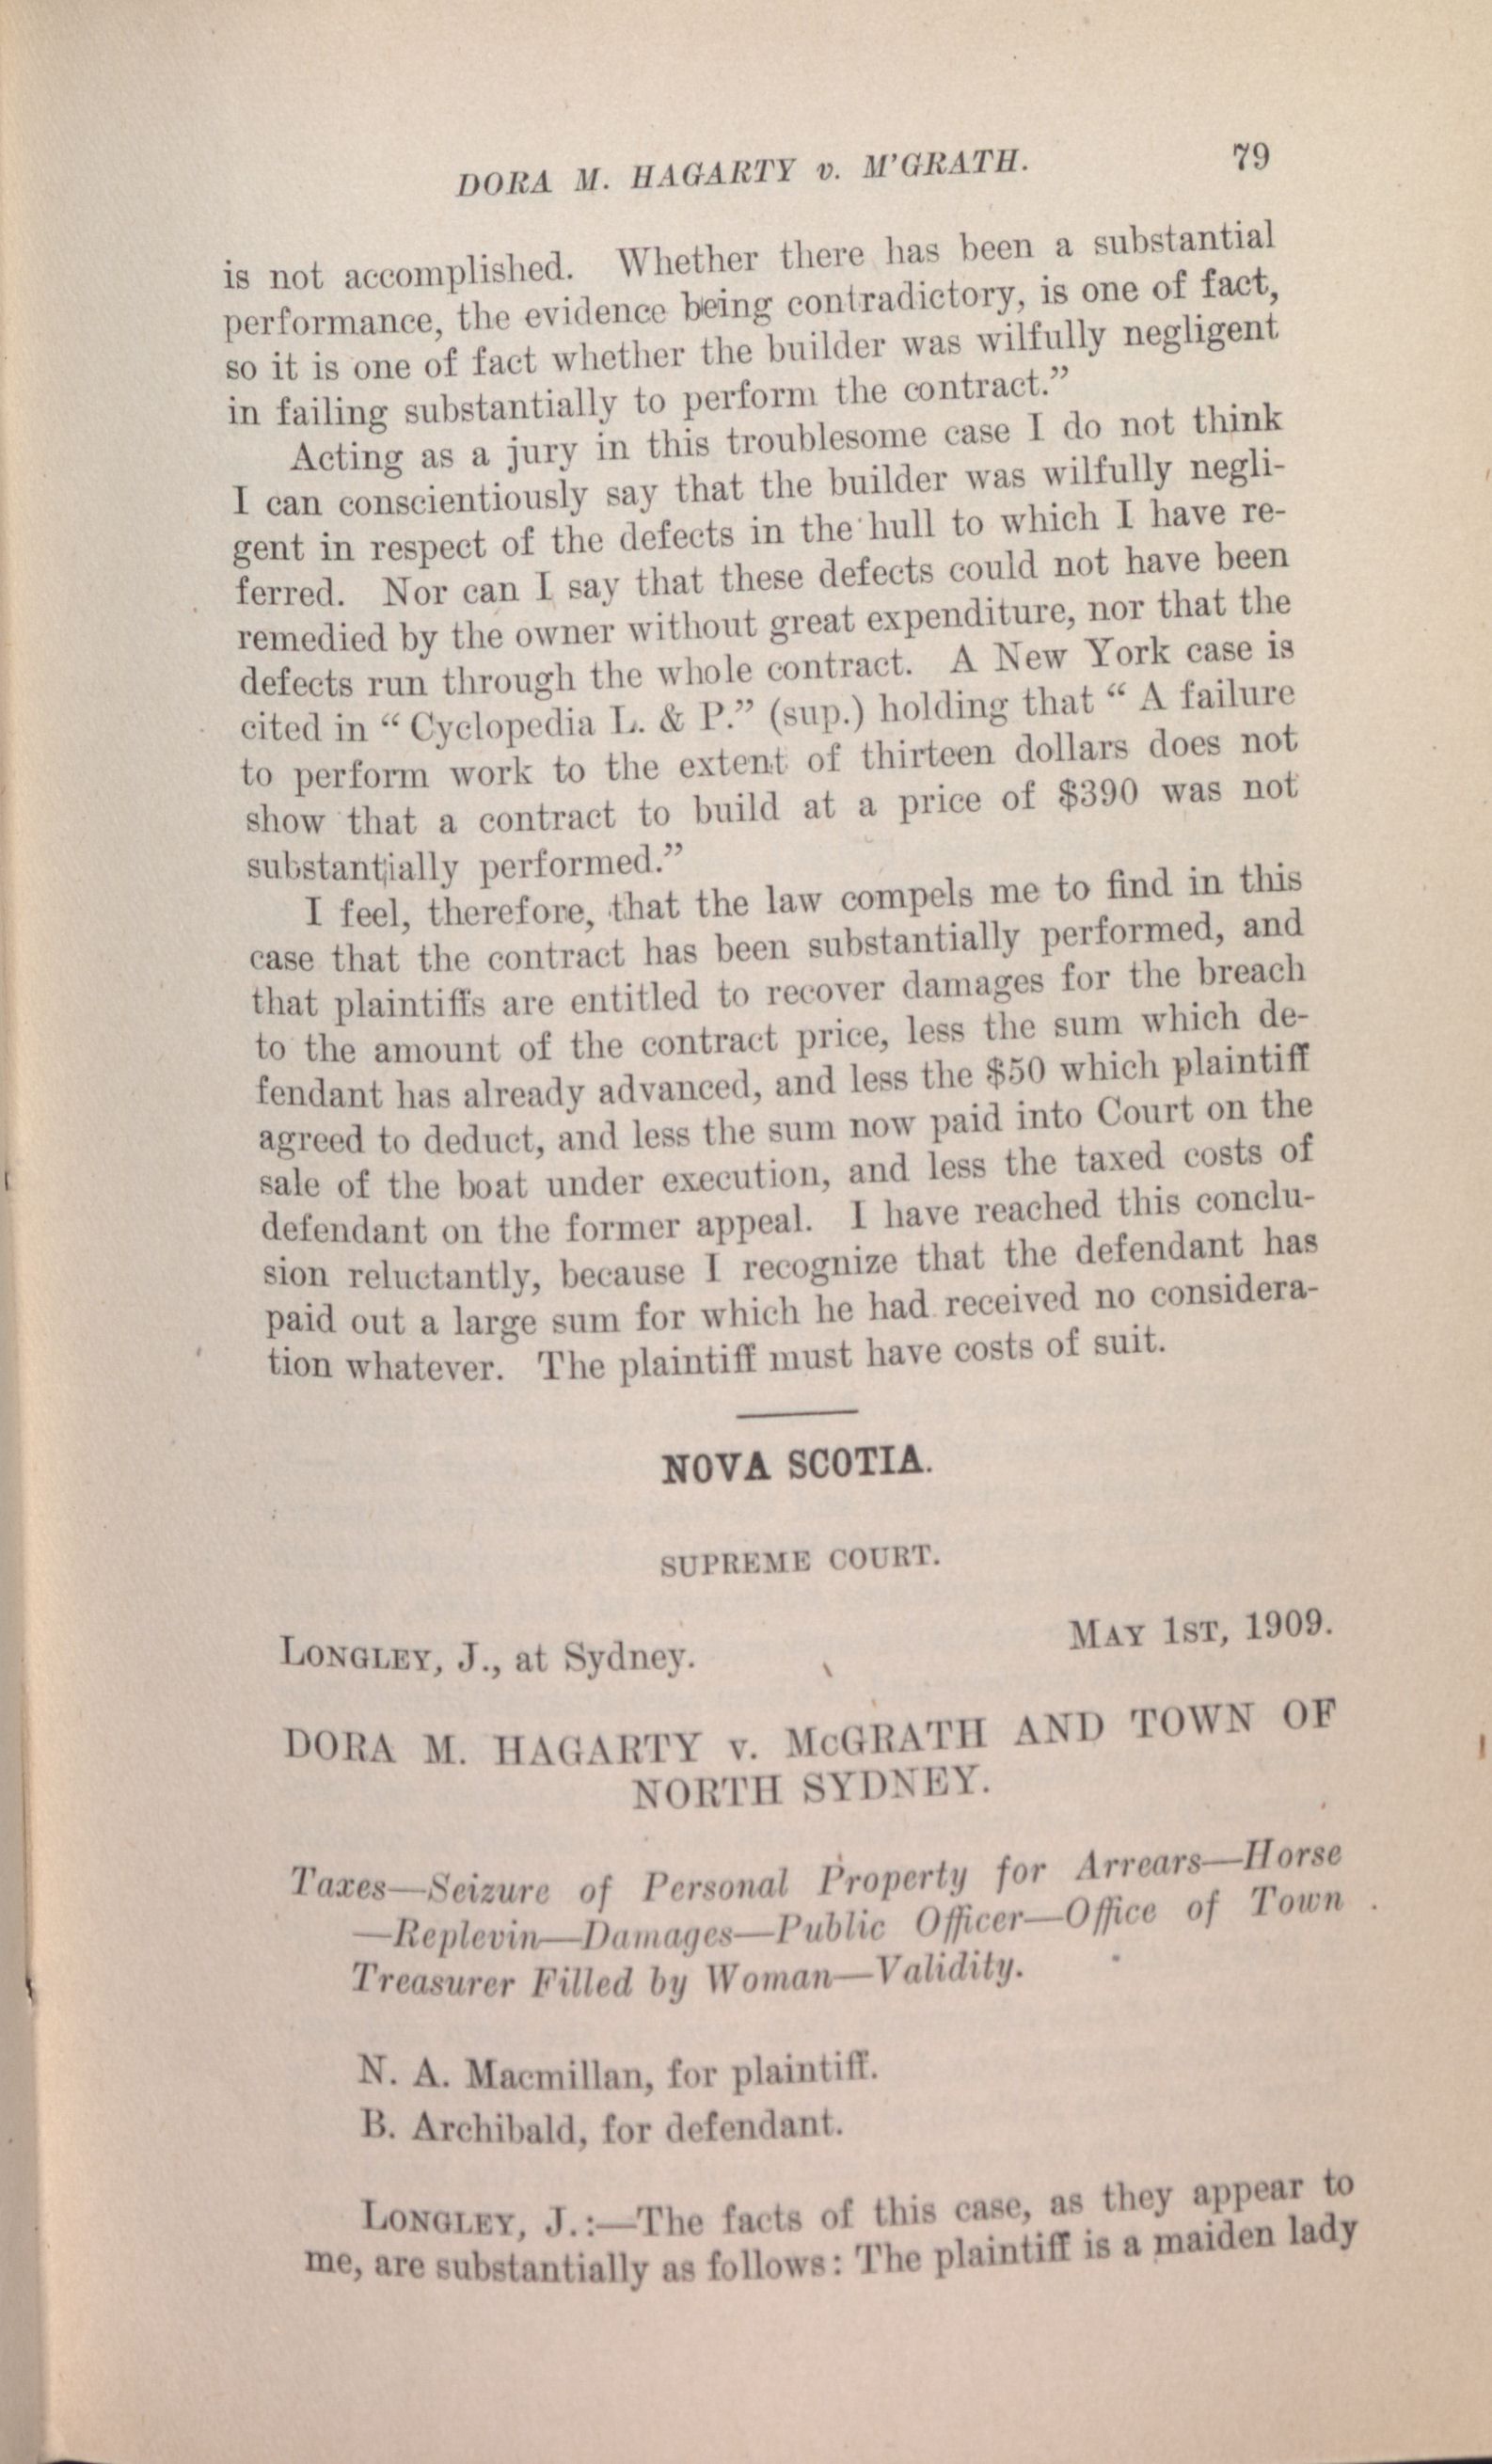 DORA M. HAGARTY v. M'GRATH. 79
is not accomplished. Whether there has been a substantial
performance, the evidence being contradictory, is one of fact,
so it is one of fact whether the builder was wilfully negligent
in failing substantially to perform the contract.”
Acting as a jury in this troublesome case I do not think
I can conscientiously say that the builder was wilfully negli-
gent in respect of the defects in the hull to which I have re-
ferred. Nor can I say that these defects could not have been
remedied by the owner without great expenditure, nor that the
defects run through the whole contract. A New York case is
cited in “ Cyclopedia L. & P.” (sup.) holding that “ A failure
to perform work to the extent of thirteen dollars does not
show that a contract to build at a price of $390 was not
substantially performed.”
I feel, therefore, that the law compels me to find in this
case that the contract has been substantially performed, and
that plaintiffs are entitled to recover damages for the breach
to the amount of the contract price, less the sum which de-
fendant has already advanced, and less the $50 which plaintiff
agreed to deduct, and less the sum now paid into Court on the
sale of the boat under execution, and less the taxed costs of
defendant on the former appeal. I have reached this conclu-
sion reluctantly, because I recognize that the defendant has
paid out a large sum for which he had received no considera-
tion whatever. The plaintiff must have costs of suit.
NOVA SCOTIA.
SUPREME COURT.
LONGLEY, J., at Sydney. MAY 1ST, 1909.
DORA M. HAGARTY v. McGRATH AND TOWN OF
NORTH SYDNEY.
Taxes—Seizure of Personal Property for Arrears—Horse
—Replevin—Damages—Public Officer—Office of Town
Treasurer Filled by Woman—Validity.
N. A. Macmillan, for plaintiff.
B. Archibald, for defendant.
LONGLEY, J.:—The facts of this case, as they appear to
me, are substantially as follows: The plaintiff is a maiden lady